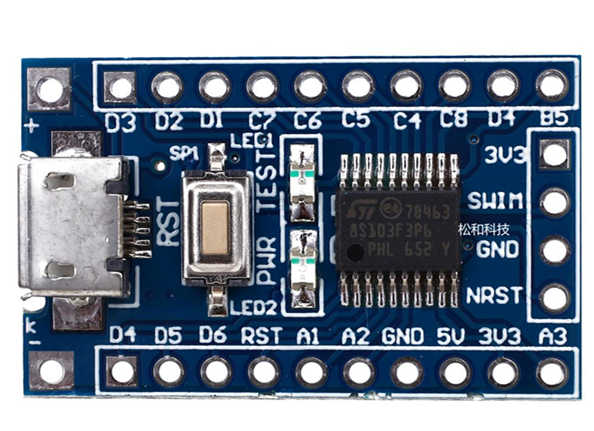 D3 D2 D1 C7 C6 C5 C4 C8 D4 B5
+
SP1
LED1
3V3
SWIM
GND
NRST
RST
TEST
PWR
ST 78463
8S103F3P6
PHL 652 Y
松和科技
LED2
k
-
D4 D5 D6 RST A1 A2 GND 5V 3V3 A3